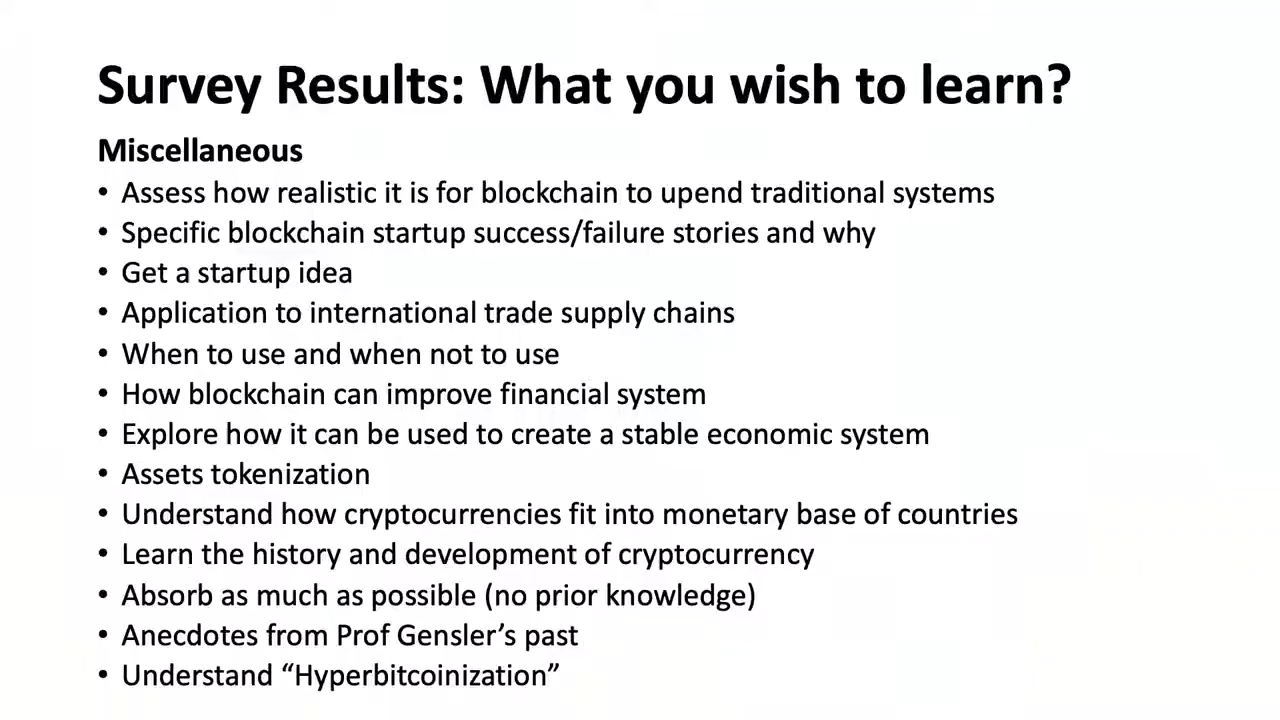 Survey Results: What you wish to learn?
Miscellaneous
• Assess how realistic it is for blockchain to upend traditional systems
• Specific blockchain startup success/failure stories and why
• Get a startup idea
• Application to international trade supply chains
• When to use and when not to use
• How blockchain can improve financial system
• Explore how it can be used to create a stable economic system
• Assets tokenization
• Understand how cryptocurrencies fit into monetary base of countries
• Learn the history and development of cryptocurrency
• Absorb as much as possible (no prior knowledge)
• Anecdotes from Prof Gensler’s past
• Understand “Hyperbitcoinization”